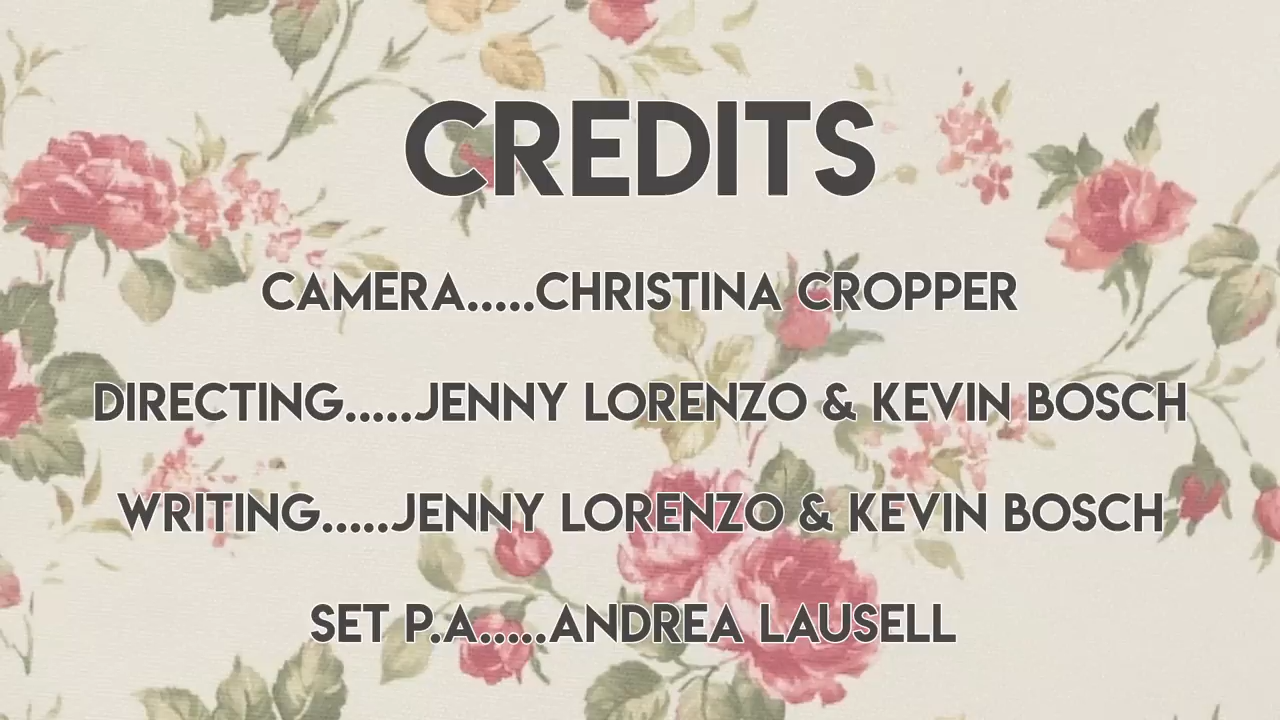 CREDITS
CAMERA.....CHRISTINA CROPPER
DIRECTING.....JENNY LORENZO & KEVIN BOSCH
WRITING.....JENNY LORENZO & KEVIN BOSCH
SET P.A.....ANDREA LAUSELL